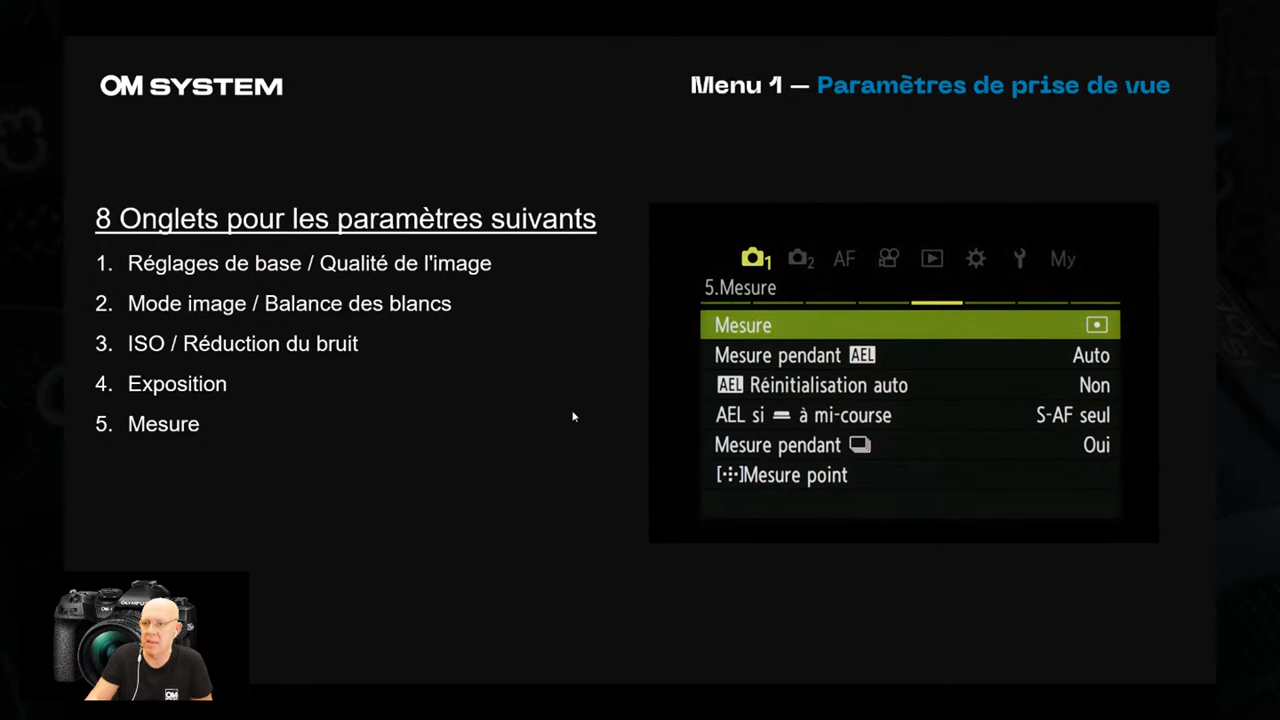 OM SYSTEM
Menu 1 — Paramètres de prise de vue
8 Onglets pour les paramètres suivants
1. Réglages de base / Qualité de l'image
2. Mode image / Balance des blancs
3. ISO / Réduction du bruit
4. Exposition
5. Mesure
1 2 AF My
5.Mesure
Mesure
Mesure pendant AEL Auto
AEL Réinitialisation auto Non
AEL si à mi-course S-AF seul
Mesure pendant Oui
Mesure point
OM